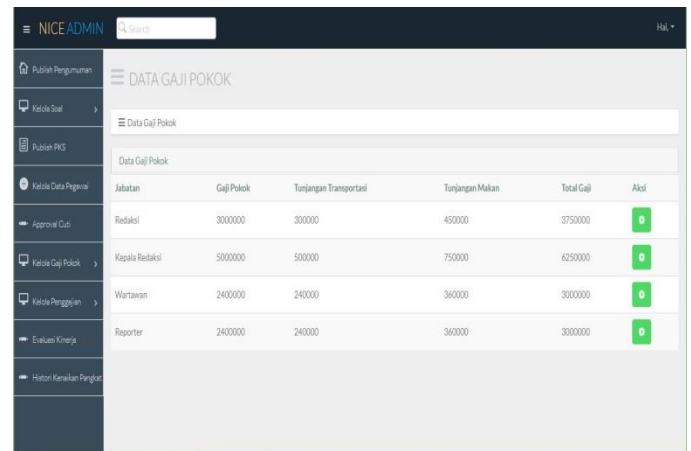 NICE ADMIN
Search
Hai,
Publish Pengumuman
Kelola Soal
Publish PKS
Kelola Data Pegawai
Approval Cuti
Kelola Gaji Pokok
Kelola Penggajian
Evaluasi Kinerja
Histori Kenaikan Pangkat
DATA GAJI POKOK
Data Gaji Pokok
Data Gaji Pokok
Jabatan Gaji Pokok Tunjangan Transportasi Tunjangan Makan Total Gaji Aksi
Redaksi 3000000 300000 450000 3750000
Kepala Redaksi 5000000 500000 750000 6250000
Wartawan 2400000 240000 360000 3000000
Reporter 2400000 240000 360000 3000000